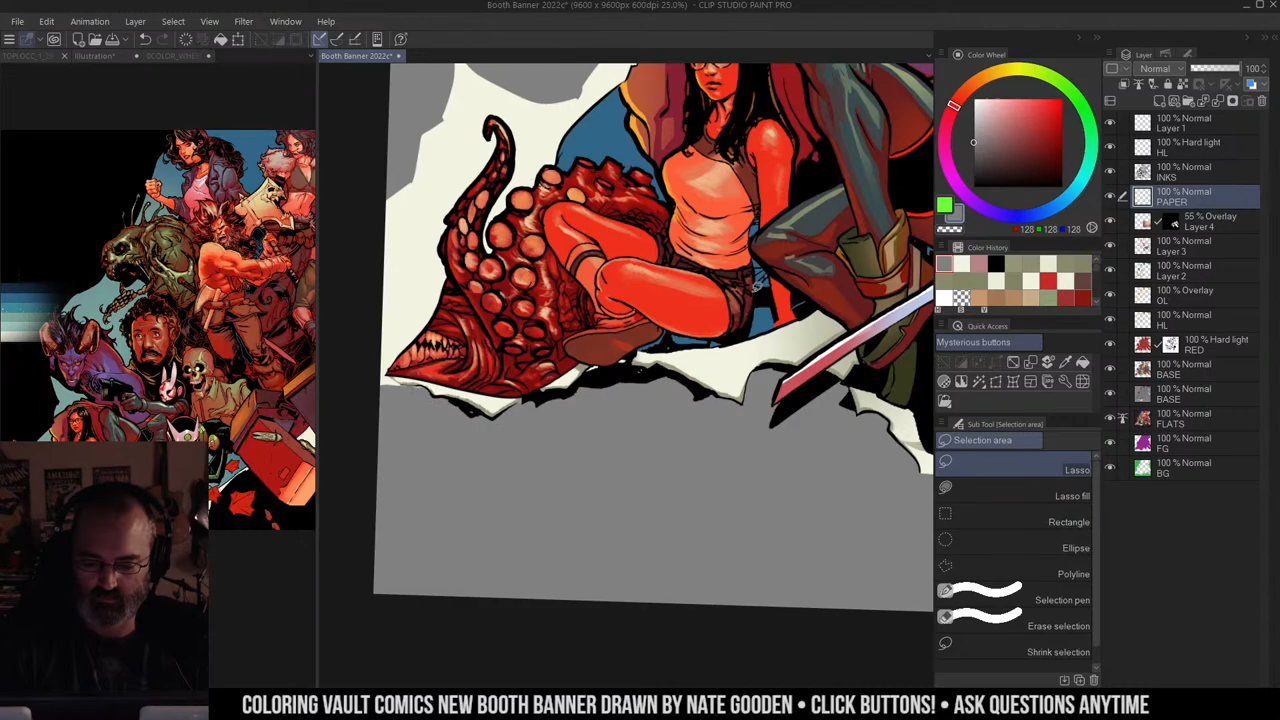 Booth Banner 2022c* (9600 x 9600px 600dpi 25.0%) - CLIP STUDIO PAINT PRO
File Edit Animation Layer Select View Filter Window Help
Illustration* Booth Banner 2022c*
Color Wheel
128 128 128
Color History
Quick Access
Mysterious buttons
Sub Tool [Selection area]
Selection area
Lasso
Lasso fill
Rectangle
Ellipse
Polyline
Selection pen
Erase selection
Shrink selection
Layer
Normal 100
100 % Normal
Layer 1
100 % Hard light
HL
100 % Normal
INKS
100 % Normal
PAPER
55 % Overlay
Layer 4
100 % Normal
Layer 3
100 % Normal
Layer 2
100 % Overlay
OL
100 % Normal
HL
100 % Hard light
RED
100 % Normal
BASE
100 % Normal
BASE
100 % Normal
FLATS
100 % Normal
FG
100 % Normal
BG
COLORING VAULT COMICS NEW BOOTH BANNER DRAWN BY NATE GOODEN • CLICK BUTTONS! • ASK QUESTIONS ANYTIME